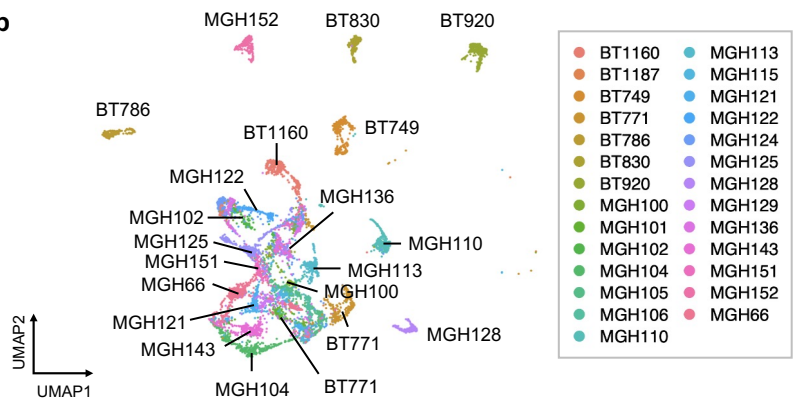 b
MGH152
BT830
BT920
BT786
BT1160
BT749
MGH122
MGH136
MGH102
MGH125
MGH110
MGH151
MGH113
MGH66
MGH100
MGH121
MGH128
MGH143
BT771
MGH104
BT771
UMAP2
UMAP1
BT1160
BT1187
BT749
BT771
BT786
BT830
BT920
MGH100
MGH101
MGH102
MGH104
MGH105
MGH106
MGH110
MGH113
MGH115
MGH121
MGH122
MGH124
MGH125
MGH128
MGH129
MGH136
MGH143
MGH151
MGH152
MGH66